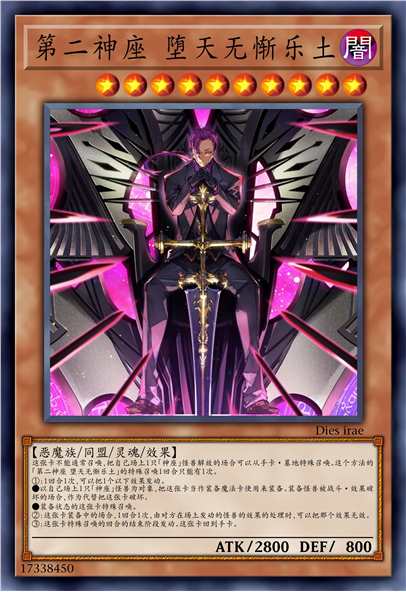 第二神座 堕天无惭乐土
闇
Dies irae
【恶魔族/同盟/灵魂/效果】
这张卡不能通常召唤,把自己场上1只「神座」怪兽解放的场合可以从手卡·墓地特殊召唤。这个方法的
「第二神座 堕天无惭乐土」的特殊召唤1回合只能有1次。
①:1回合1次,可以把1个以下效果发动。
●以自己场上1只「神座」怪兽为对象,把这张卡当作装备魔法卡使用来装备。装备怪兽被战斗·效果破
坏的场合,作为代替把这张卡破坏。
●装备状态的这张卡特殊召唤。
②:这张卡装备中的场合,1回合1次,由对方在场上发动的怪兽的效果的处理时,可以把那个效果无效。
③:这张卡特殊召唤的回合的结束阶段发动。这张卡回到手卡。
ATK/2800 DEF/ 800
17338450